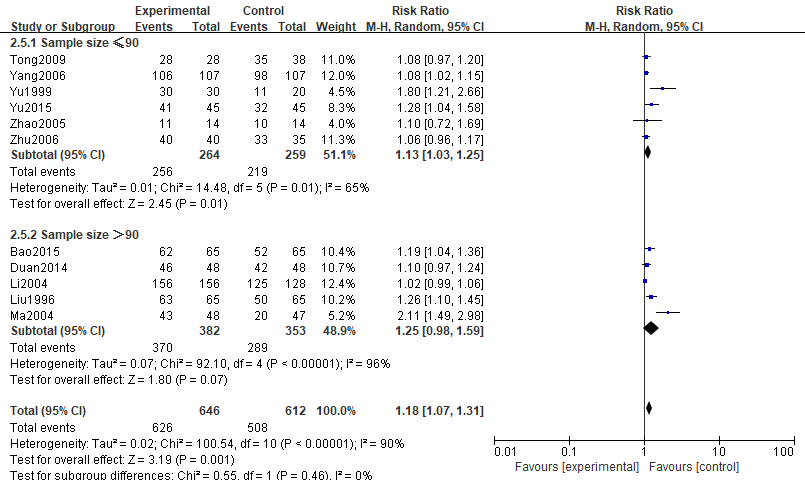 Experimental Control Risk Ratio Risk Ratio
Study or Subgroup Events Total Events Total Weight M-H, Random, 95% CI M-H, Random, 95% CI
2.5.1 Sample size ≤90
Tong2009 28 28 35 38 11.0% 1.08 [0.97, 1.20]
Yang2006 106 107 98 107 12.0% 1.08 [1.02, 1.15]
Yu1999 30 30 11 20 4.5% 1.80 [1.21, 2.66]
Yu2015 41 45 32 45 8.3% 1.28 [1.04, 1.58]
Zhao2005 11 14 10 14 4.0% 1.10 [0.72, 1.69]
Zhu2006 40 40 33 35 11.3% 1.06 [0.96, 1.17]
Subtotal (95% CI) 264 259 51.1% 1.13 [1.03, 1.25]
Total events 256 219
Heterogeneity: Tau² = 0.01; Chi² = 14.48, df = 5 (P = 0.01); I² = 65%
Test for overall effect: Z = 2.45 (P = 0.01)
2.5.2 Sample size >90
Bao2015 62 65 52 65 10.4% 1.19 [1.04, 1.36]
Duan2014 46 48 42 48 10.7% 1.10 [0.97, 1.24]
Li2004 156 156 125 128 12.4% 1.02 [0.99, 1.06]
Liu1996 63 65 50 65 10.2% 1.26 [1.10, 1.45]
Ma2004 43 48 20 47 5.2% 2.11 [1.49, 2.98]
Subtotal (95% CI) 382 353 48.9% 1.25 [0.98, 1.59]
Total events 370 289
Heterogeneity: Tau² = 0.07; Chi² = 92.10, df = 4 (P < 0.00001); I² = 96%
Test for overall effect: Z = 1.80 (P = 0.07)
Total (95% CI) 646 612 100.0% 1.18 [1.07, 1.31]
Total events 626 508
Heterogeneity: Tau² = 0.02; Chi² = 100.54, df = 10 (P < 0.00001); I² = 90%
Test for overall effect: Z = 3.19 (P = 0.001)
Test for subgroup differences: Chi² = 0.55, df = 1 (P = 0.46), I² = 0%
0.01 0.1 1 10 100
Favours [experimental] Favours [control]